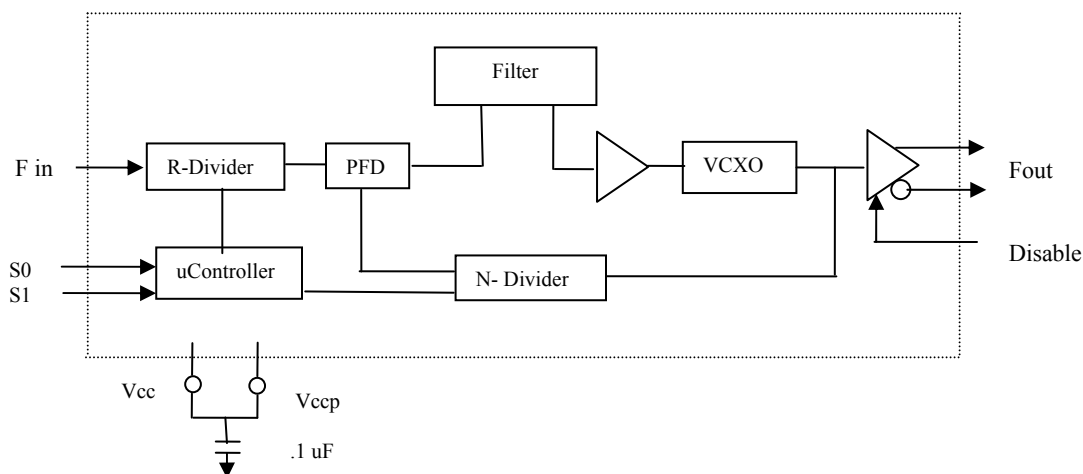 Filter
F in
R-Divider
PFD
VCXO
Fout
S0
S1
uController
N- Divider
Disable
Vcc
Vccp
.1 uF